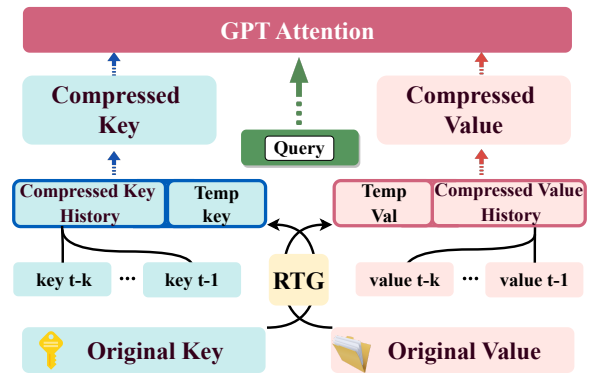 GPT Attention
Compressed
Key
Compressed
Value
Query
Compressed Key
History
Temp
key
Temp
Val
Compressed Value
History
key t-k
...
key t-1
RTG
value t-k
...
value t-1
Original Key
Original Value